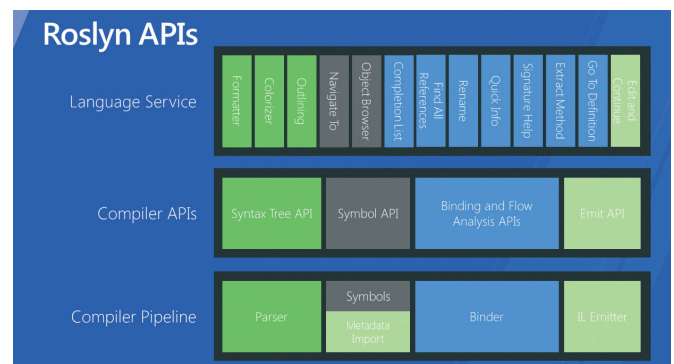 Roslyn APIs
Language Service
Formatter
Colorizer
Outlining
Navigate To
Object Browser
Completion List
Find All
References
Rename
Quick Info
Signature Help
Extract Method
Go To Definition
Edit and
Continue
Compiler APIs
Syntax Tree API
Symbol API
Binding and Flow
Analysis APIs
Emit API
Compiler Pipeline
Parser
Symbols
Metadata
Import
Binder
IL Emitter